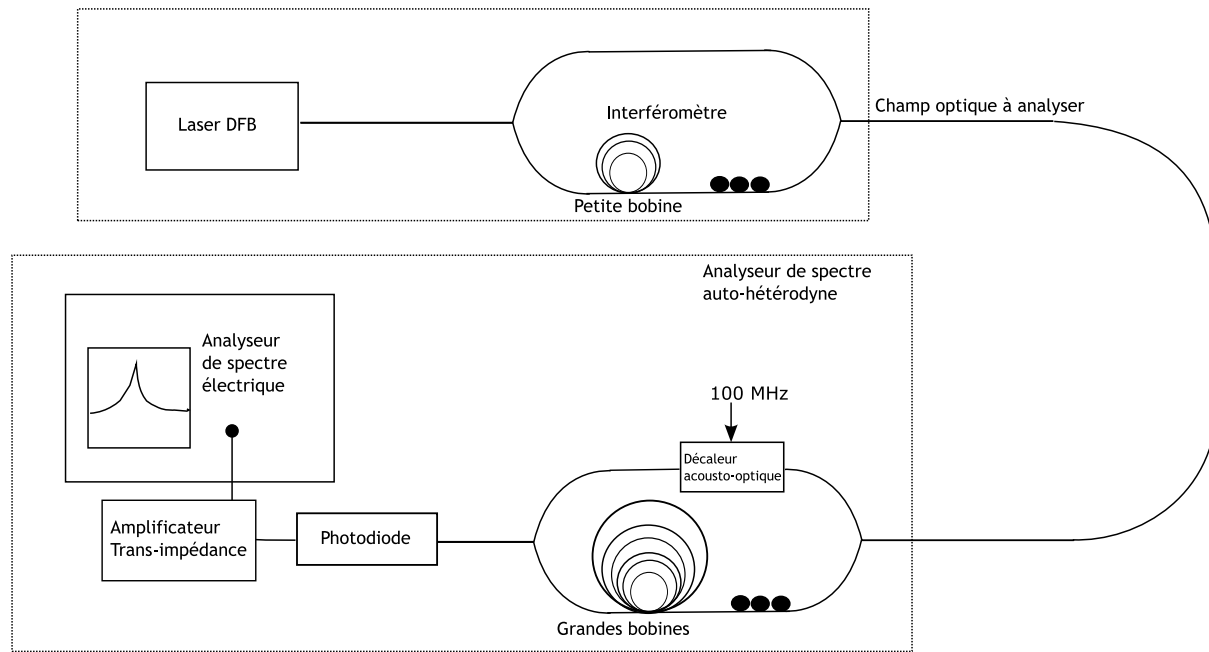 Laser DFB
Interféromètre
Petite bobine
Champ optique à analyser
Analyseur de spectre
auto-hétérodyne
Analyseur
de spectre
électrique
100 MHz
Décaleur
acousto-optique
Amplificateur
Trans-impédance
Photodiode
Grandes bobines